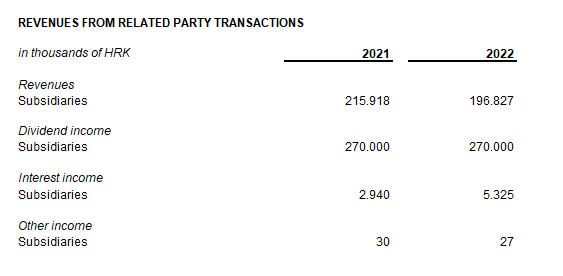 REVENUES FROM RELATED PARTY TRANSACTIONS
in thousands of HRK 2021 2022
Revenues
Subsidiaries 215.918 196.827
Dividend income
Subsidiaries 270.000 270.000
Interest income
Subsidiaries 2.940 5.325
Other income
Subsidiaries 30 27